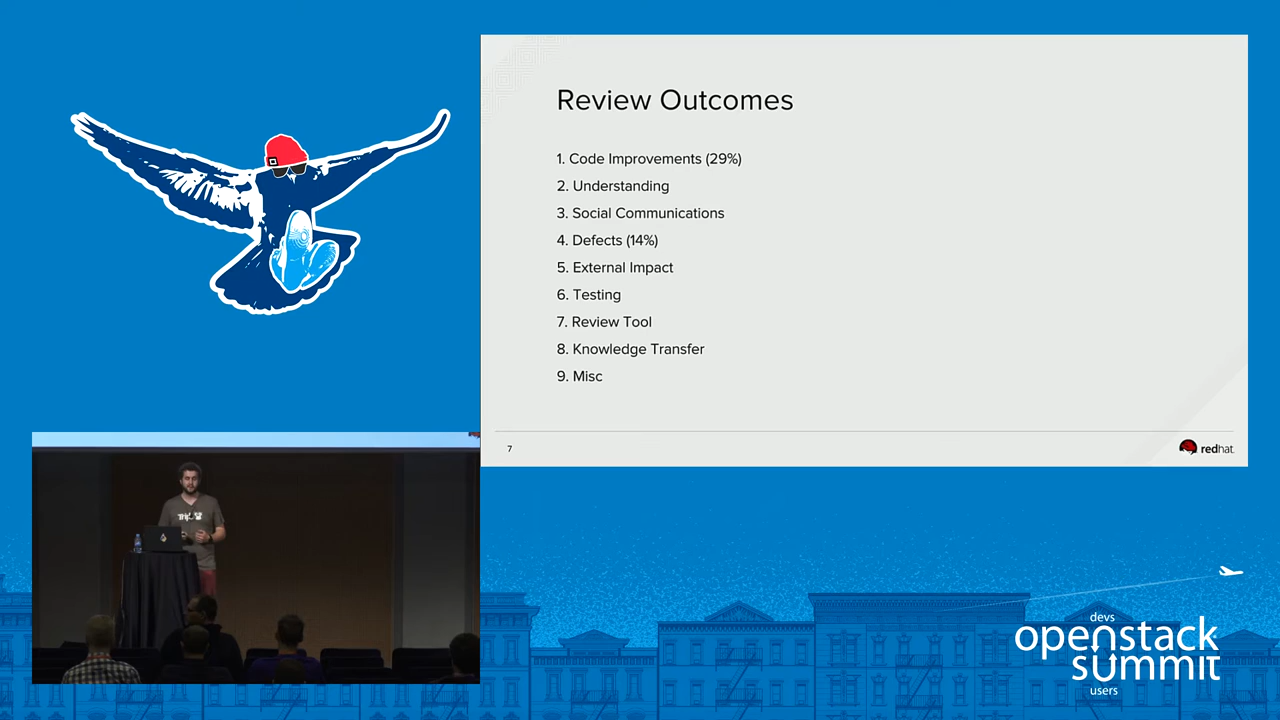 Review Outcomes
1. Code Improvements (29%)
2. Understanding
3. Social Communications
4. Defects (14%)
5. External Impact
6. Testing
7. Review Tool
8. Knowledge Transfer
9. Misc
7
redhat.
devs
openstack
summit
users